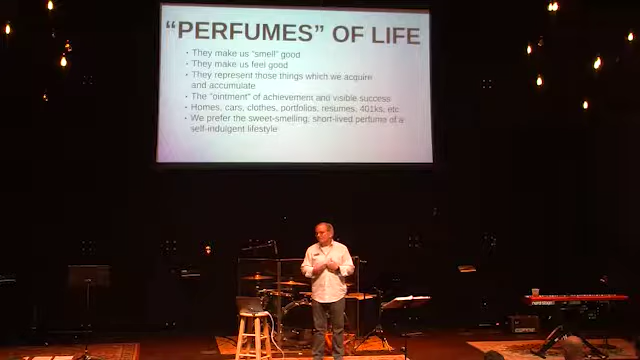 “PERFUMES” OF LIFE
• They make us “smell” good
• They make us feel good
• They represent those things which we acquire
and accumulate
• The “ointment” of achievement and visible success
• Homes, cars, clothes, portfolios, resumes, 401ks, etc
• We prefer the sweet-smelling, short-lived perfume of a
self-indulgent lifestyle